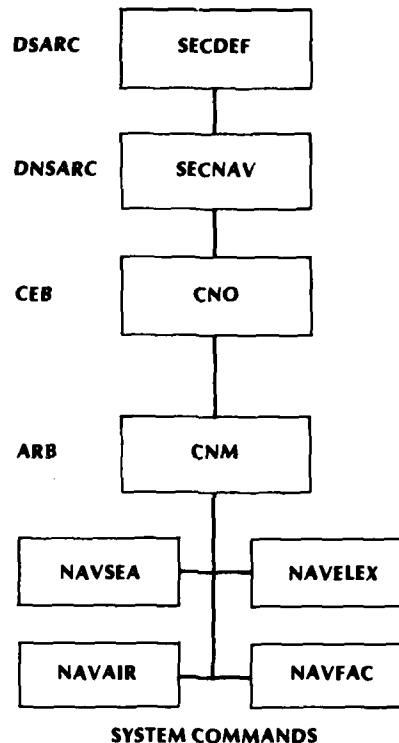 DSARC SECDEF
DNSARC SECNAV
CEB CNO
ARB CNM
NAVSEA NAVELEX
NAVAIR NAVFAC
SYSTEM COMMANDS